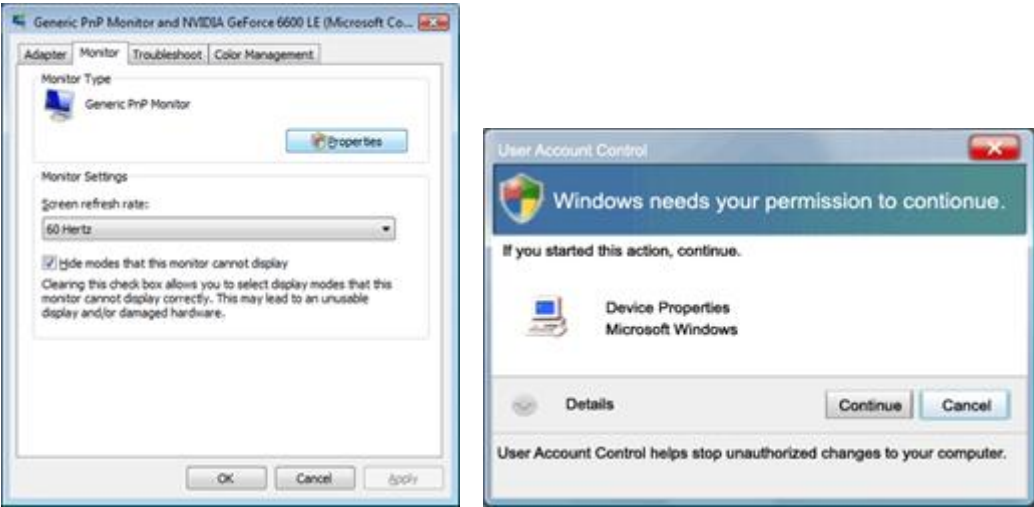 Generic PnP Monitor and NVIDIA GeForce 6600 LE (Microsoft Co...
Adapter Monitor Troubleshoot Color Management
Monitor Type
Generic PnP Monitor
Properties
Monitor Settings
Screen refresh rate:
60 Hertz
Hide modes that this monitor cannot display
Clearing this check box allows you to select display modes that this
monitor cannot display correctly. This may lead to an unusable
display and/or damaged hardware.
OK Cancel Apply
User Account Control
Windows needs your permission to contionue.
If you started this action, continue.
Device Properties
Microsoft Windows
Details Continue Cancel
User Account Control helps stop unauthorized changes to your computer.